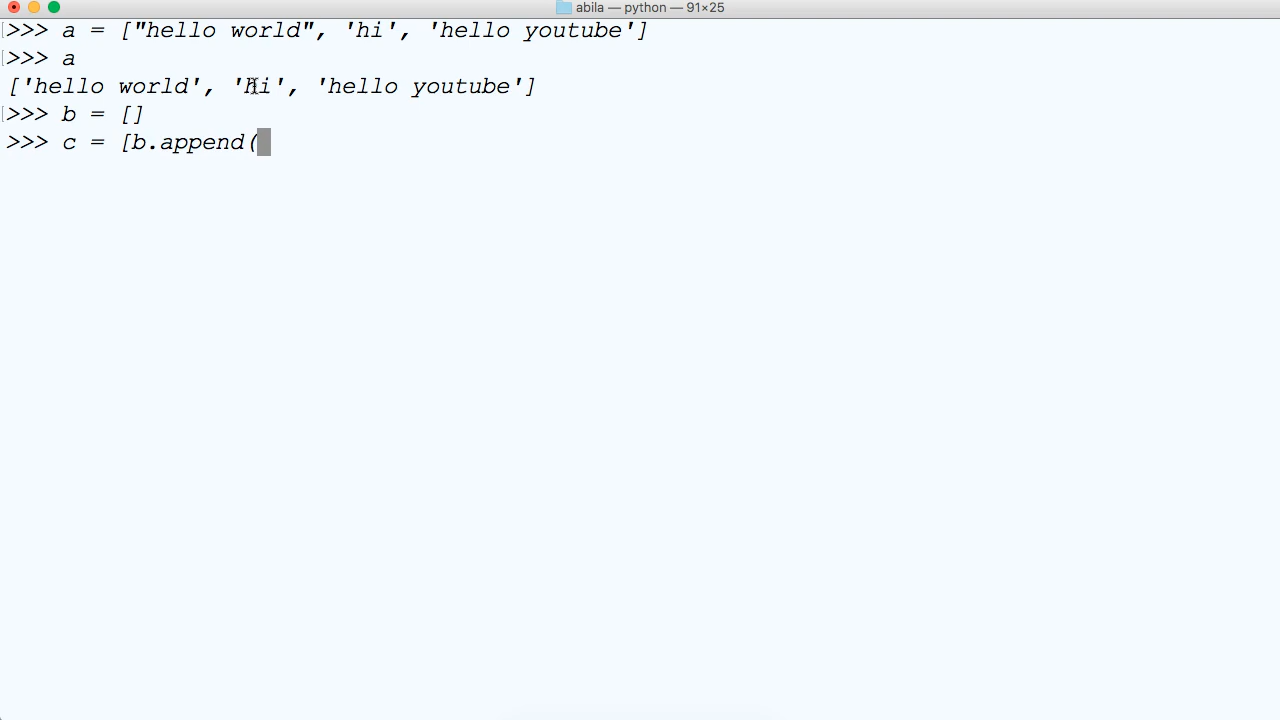 abila — python — 91×25
>>> a = ["hello world", 'hi', 'hello youtube']
>>> a
['hello world', 'hi', 'hello youtube']
>>> b = []
>>> c = [b.append(